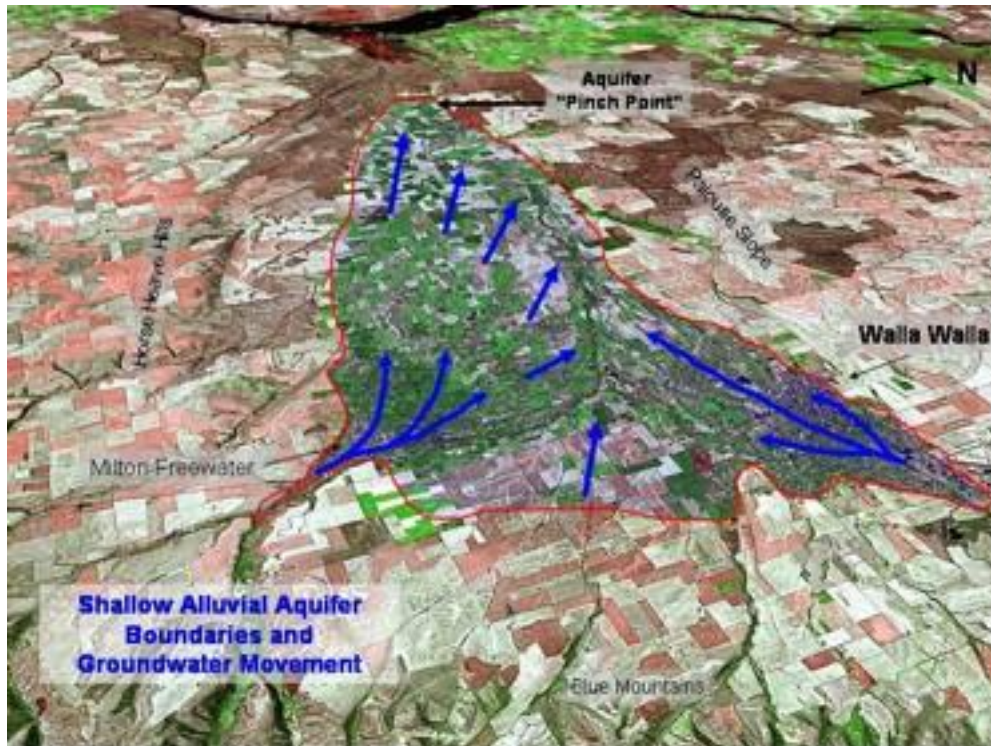 Aquifer
"Pinch Point"
N
Palouse Slope
Horse Heave Hills
Walla Walla
Milton-Freewater
Shallow Alluvial Aquifer
Boundaries and
Groundwater Movement
Blue Mountains